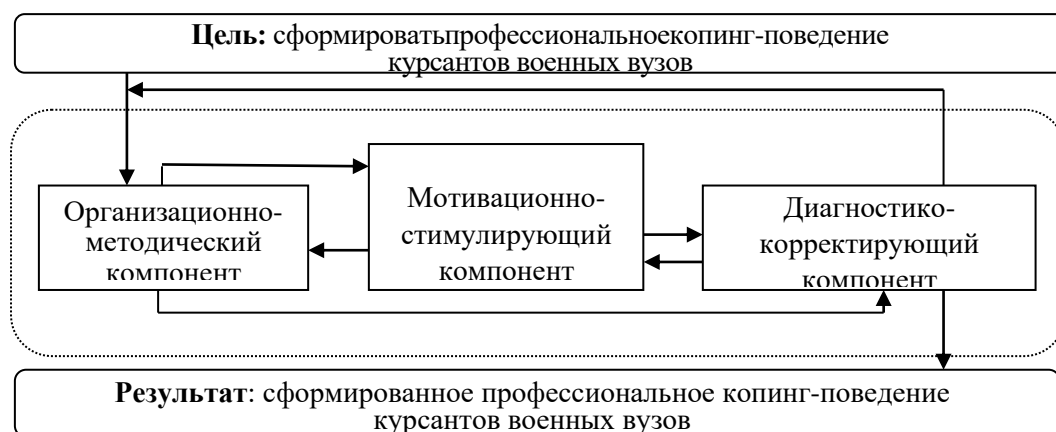 Цель: сформироватьпрофессиональноекопинг-поведение
курсантов военных вузов
Организационно-
методический
компонент
Мотивационно-
стимулирующий
компонент
Диагностико-
корректирующий
компонент
Результат: сформированное профессиональное копинг-поведение
курсантов военных вузов